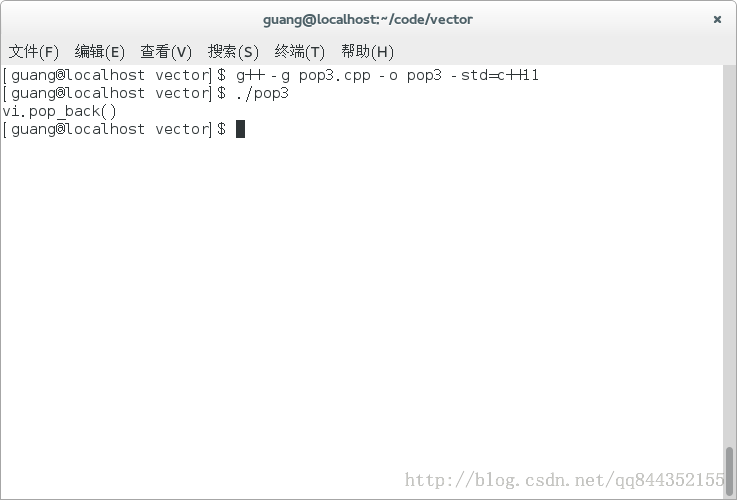 guang@localhost:~/code/vector
文件(F) 编辑(E) 查看(V) 搜索(S) 终端(T) 帮助(H)
[guang@localhost vector]$ g++ -g pop3.cpp -o pop3 -std=c++11
[guang@localhost vector]$ ./pop3
vi.pop_back()
[guang@localhost vector]$
http://blog.csdn.net/qq844352155